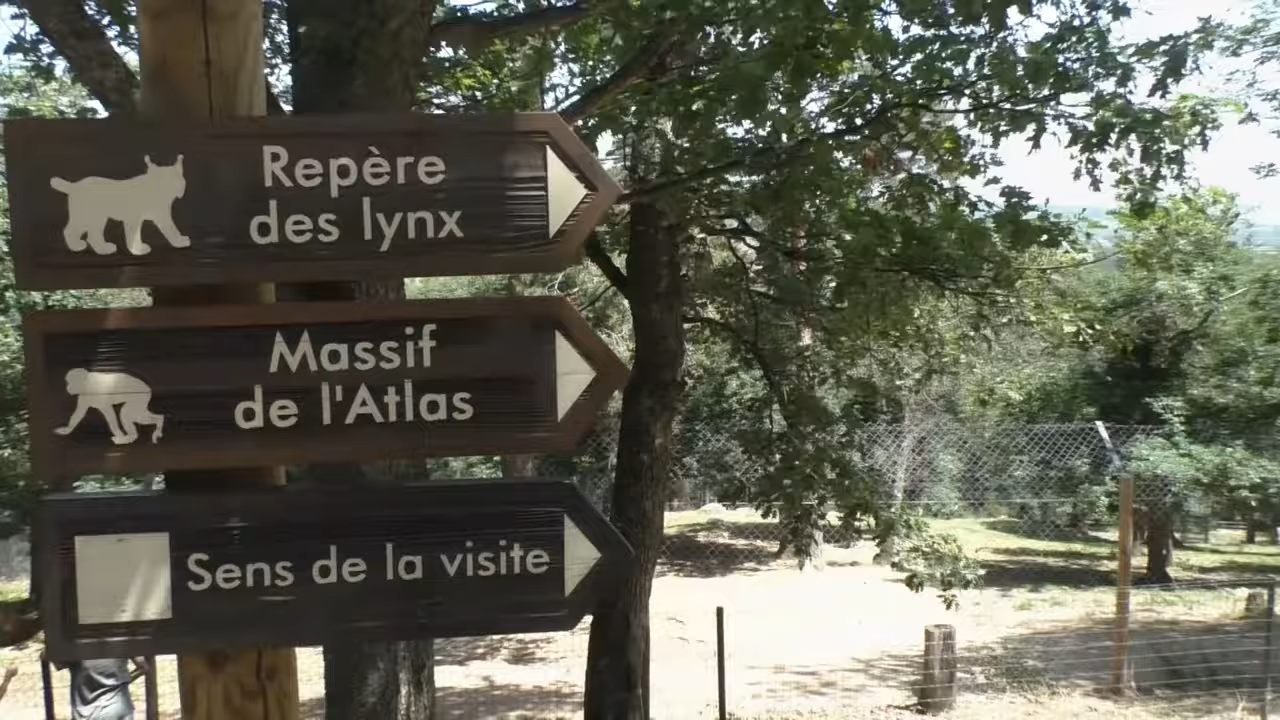 Repère
des lynx
Massif
de l'Atlas
Sens de la visite